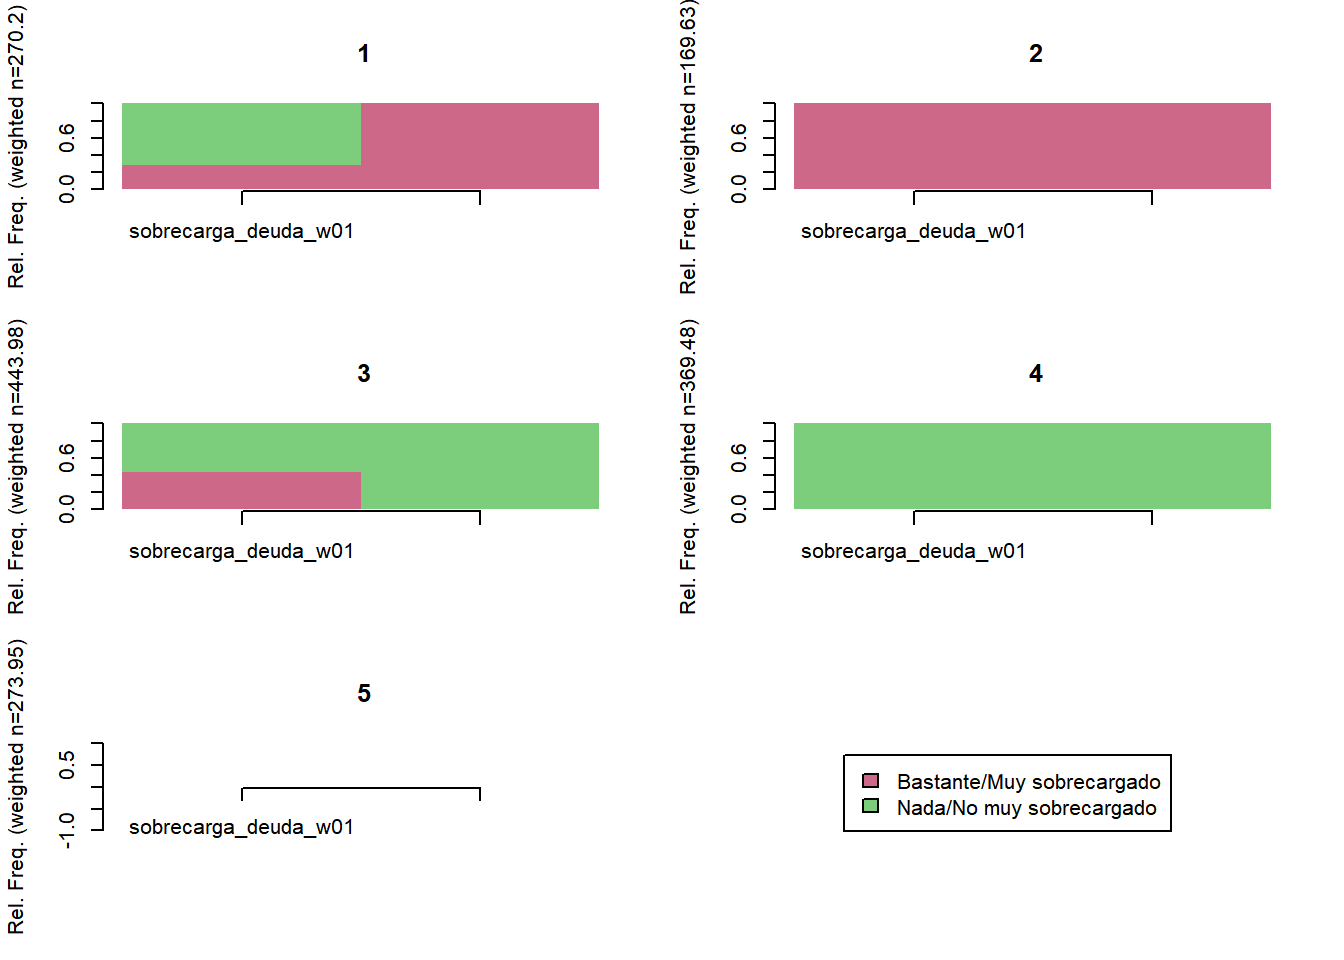 1
Rel. Freq. (weighted n=270.2)
0.6
0.0
sobrecarga_deuda_w01
2
Rel. Freq. (weighted n=169.63)
0.6
0.0
sobrecarga_deuda_w01
3
Rel. Freq. (weighted n=443.98)
0.6
0.0
sobrecarga_deuda_w01
4
Rel. Freq. (weighted n=369.48)
0.6
0.0
sobrecarga_deuda_w01
5
Rel. Freq. (weighted n=273.95)
0.5
-1.0
sobrecarga_deuda_w01
Bastante/Muy sobrecargado
Nada/No muy sobrecargado